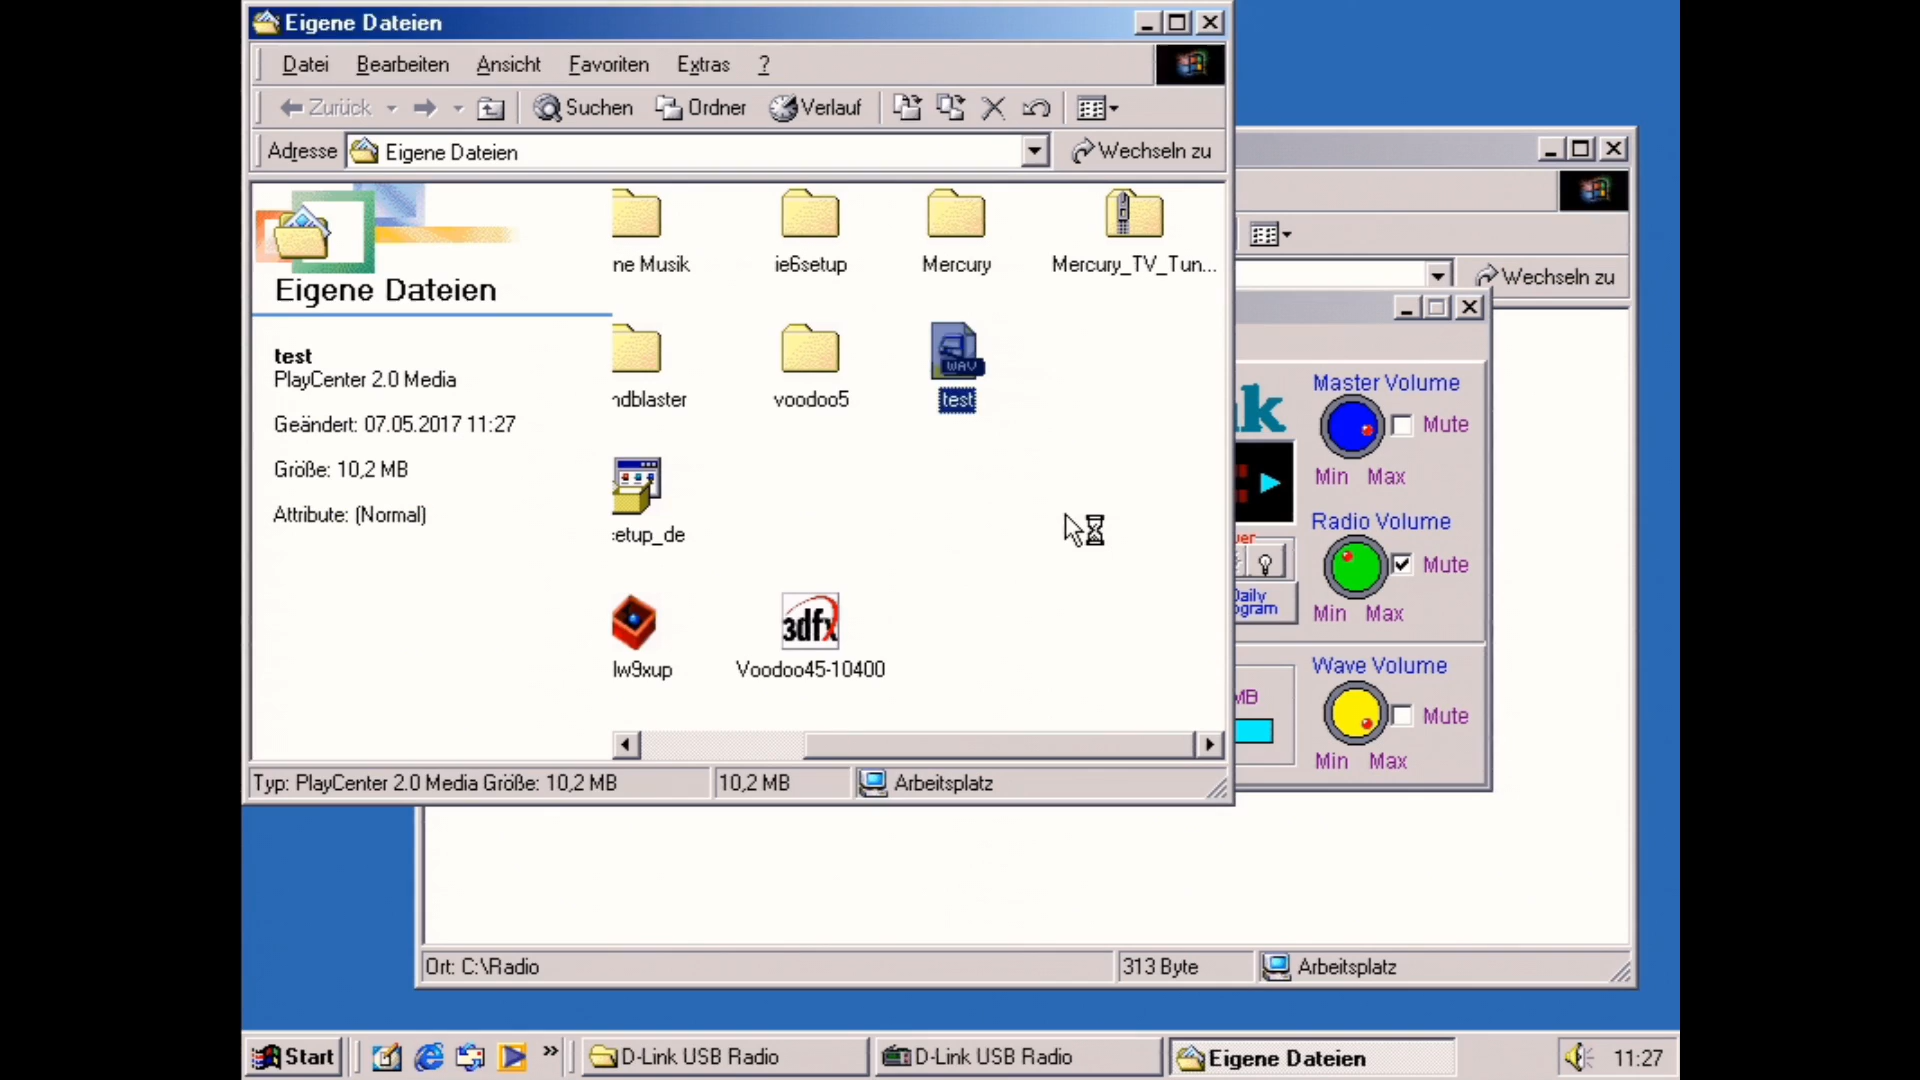 Eigene Dateien
Datei Bearbeiten Ansicht Favoriten Extras ?
Zurück Suchen Ordner Verlauf
Adresse Eigene Dateien Wechseln zu
Eigene Dateien
test
PlayCenter 2.0 Media
Geändert: 07.05.2017 11:27
Größe: 10,2 MB
Attribute: (Normal)
ne Musik
ie6setup
Mercury
Mercury_TV_Tun...
ndblaster
voodoo5
WAV
test
etup_de
3dfx
lw9xup
Voodoo45-10400
Typ: PlayCenter 2.0 Media Größe: 10,2 MB
10,2 MB
Arbeitsplatz
Wechseln zu
k
Master Volume
Mute
Min Max
Radio Volume
Mute
Min Max
uer
Daily
ogram
Wave Volume
MB
Mute
Min Max
Ort: C:\Radio
313 Byte
Arbeitsplatz
Start
»
D-Link USB Radio
D-Link USB Radio
Eigene Dateien
11:27